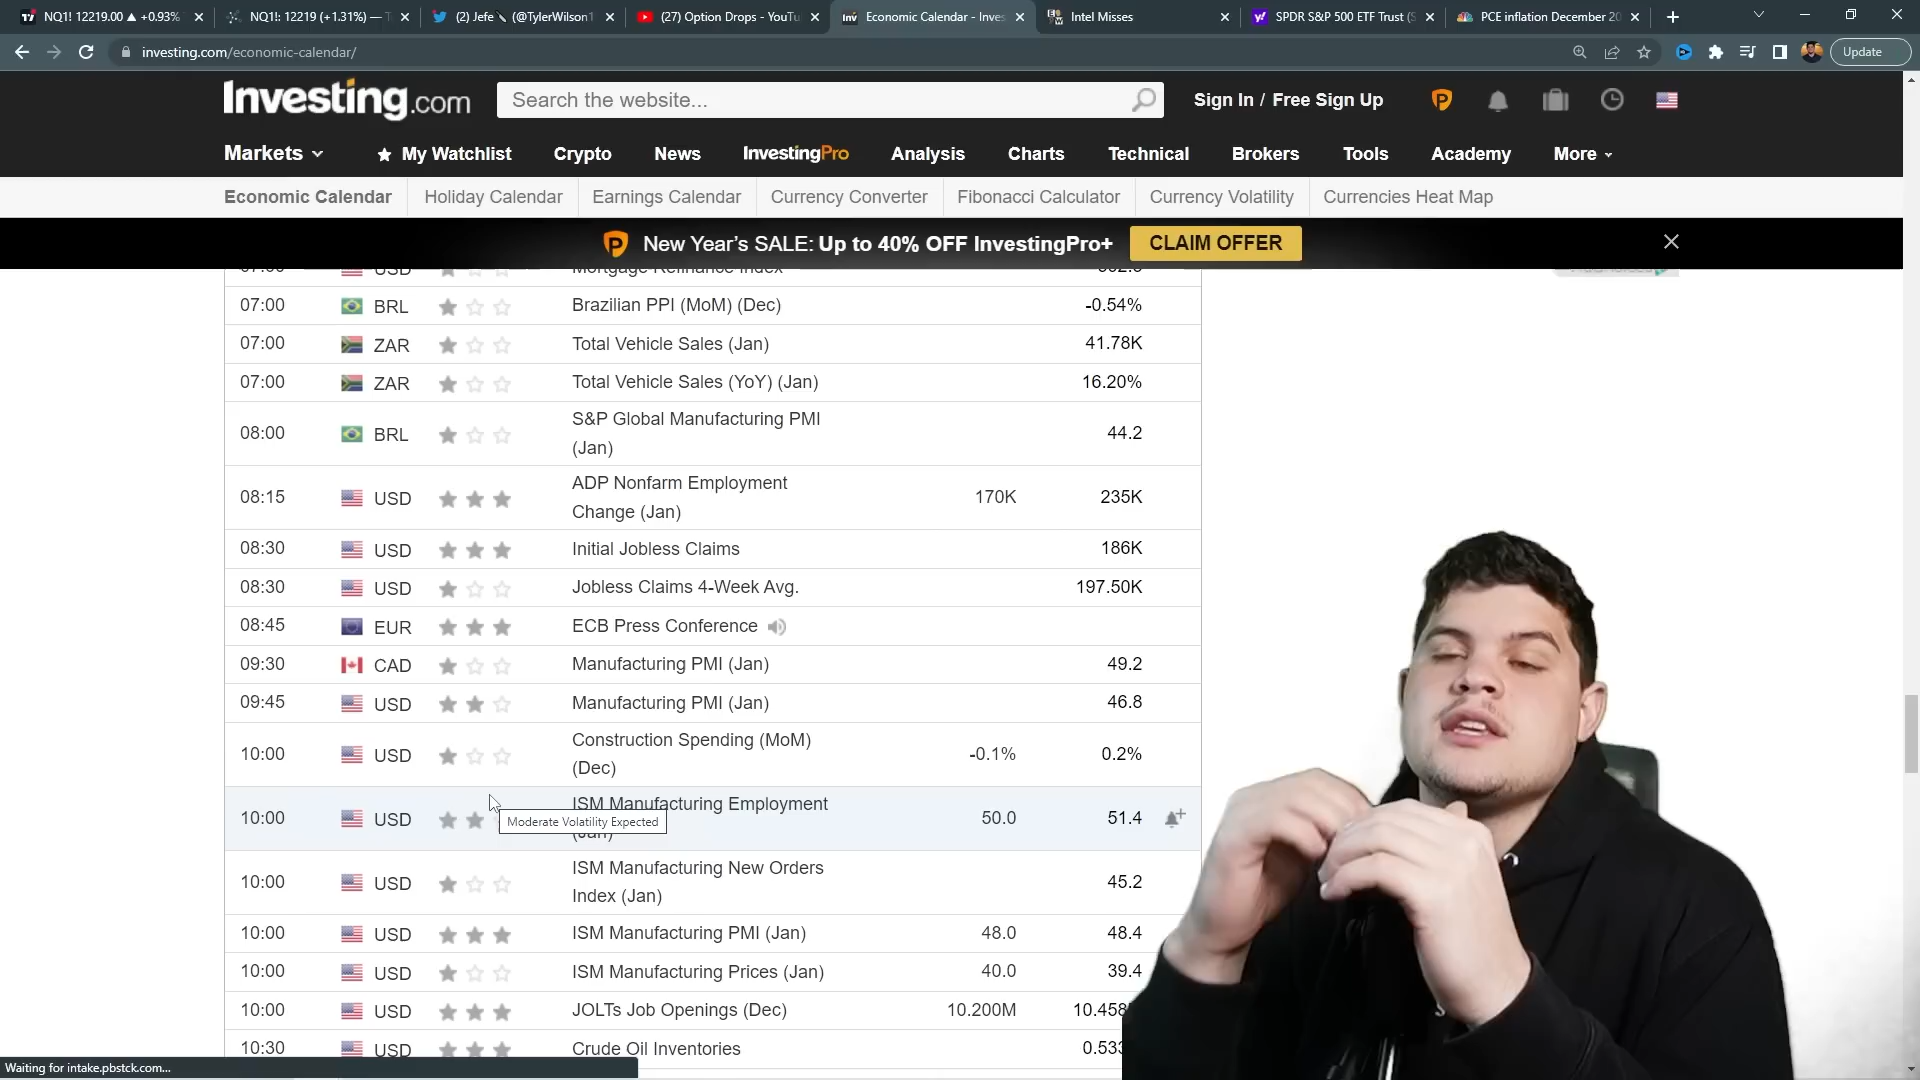 NQ1! 12219.00 ▲ +0.93%
NQ1!: 12219 (+1.31%) — T
(2) Jefe (@TylerWilson1
(27) Option Drops - YouTu
Economic Calendar - Inves
Intel Misses
SPDR S&P 500 ETF Trust (S
PCE inflation December 20
investing.com/economic-calendar/
Update
Investing.com
Search the website...
Sign In / Free Sign Up
Markets
My Watchlist
Crypto
News
InvestingPro
Analysis
Charts
Technical
Brokers
Tools
Academy
More
Economic Calendar
Holiday Calendar
Earnings Calendar
Currency Converter
Fibonacci Calculator
Currency Volatility
Currencies Heat Map
New Year's SALE: Up to 40% OFF InvestingPro+
CLAIM OFFER
07:00 USD Mortgage Refinance Index
07:00 BRL Brazilian PPI (MoM) (Dec) -0.54%
07:00 ZAR Total Vehicle Sales (Jan) 41.78K
07:00 ZAR Total Vehicle Sales (YoY) (Jan) 16.20%
08:00 BRL S&P Global Manufacturing PMI
(Jan) 44.2
08:15 USD ADP Nonfarm Employment
Change (Jan) 170K 235K
08:30 USD Initial Jobless Claims 186K
08:30 USD Jobless Claims 4-Week Avg. 197.50K
08:45 EUR ECB Press Conference
09:30 CAD Manufacturing PMI (Jan) 49.2
09:45 USD Manufacturing PMI (Jan) 46.8
10:00 USD Construction Spending (MoM)
(Dec) -0.1% 0.2%
10:00 USD ISM Manufacturing Employment
(Jan) 50.0 51.4
Moderate Volatility Expected
10:00 USD ISM Manufacturing New Orders
Index (Jan) 45.2
10:00 USD ISM Manufacturing PMI (Jan) 48.0 48.4
10:00 USD ISM Manufacturing Prices (Jan) 40.0 39.4
10:00 USD JOLTs Job Openings (Dec) 10.200M 10.458
10:30 USD Crude Oil Inventories 0.533
Waiting for intake.pbstck.com...